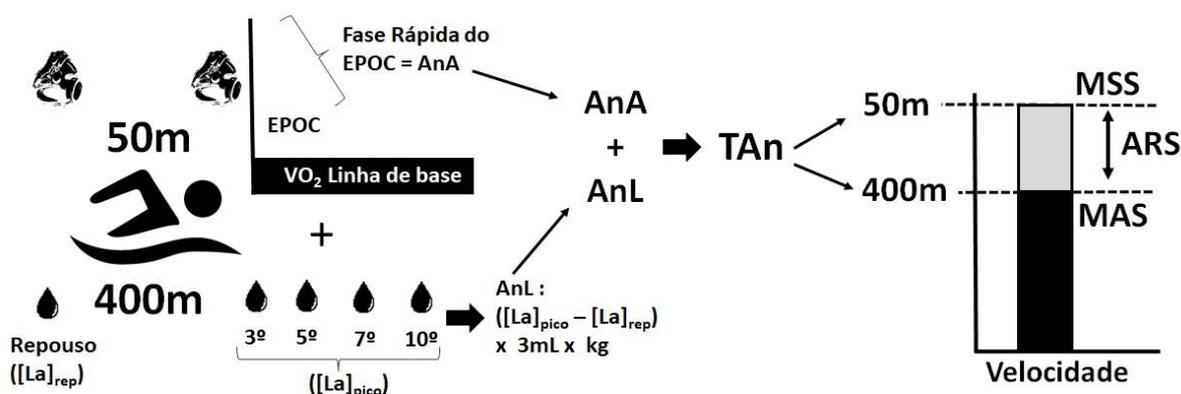 50m
400m
Repouso
([La]rep)
EPOC
VO₂ Linha de base
+
3º 5º 7º 10º
([La]pico)
Fase Rápida do
EPOC = AnA
AnL :
([La]pico – [La]rep)
x 3mL x kg
AnA
+
AnL
TAn
50m
400m
MSS
ARS
MAS
Velocidade